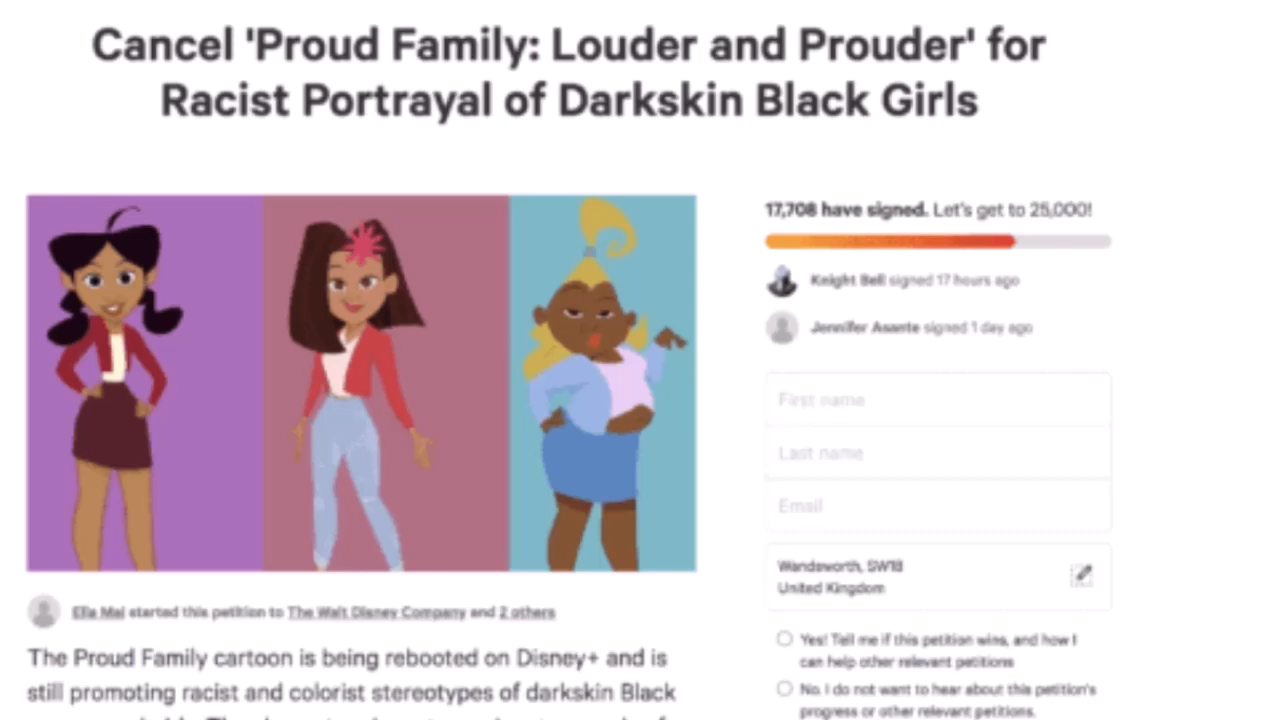 Cancel 'Proud Family: Louder and Prouder' for
Racist Portrayal of Darkskin Black Girls
17,708 have signed. Let's get to 25,000!
Knight Bell signed 17 hours ago
Jennifer Asante signed 1 day ago
First name
Last name
Email
Wandsworth, SW18
United Kingdom
Yes! Tell me if this petition wins, and how I
can help other relevant petitions
No. I do not want to hear about this petition's
progress or other relevant petitions.
Ella Mai started this petition to The Walt Disney Company and 2 others
The Proud Family cartoon is being rebooted on Disney+ and is
still promoting racist and colorist stereotypes of darkskin Black